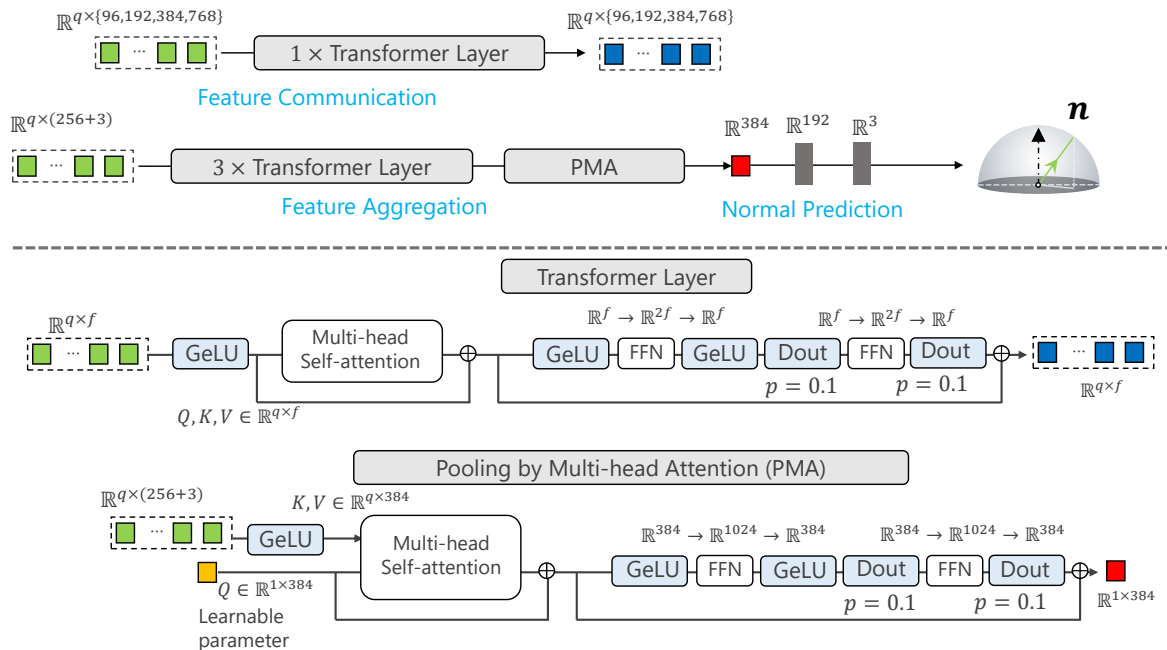 ℝ^{q×{96,192,384,768}}
ℝ^{q×{96,192,384,768}}
...
1 × Transformer Layer
...
Feature Communication
ℝ^{q×(256+3)}
ℝ^{384}
ℝ^{192}
ℝ^{3}
n
...
3 × Transformer Layer
PMA
Feature Aggregation
Normal Prediction
Transformer Layer
ℝ^{q×f}
ℝ^{f} → ℝ^{2f} → ℝ^{f}
ℝ^{f} → ℝ^{2f} → ℝ^{f}
...
GeLU
Multi-head
Self-attention
GeLU
FFN
GeLU
Dout
FFN
Dout
...
p = 0.1
p = 0.1
ℝ^{q×f}
Q, K, V ∈ ℝ^{q×f}
Pooling by Multi-head Attention (PMA)
ℝ^{q×(256+3)}
K, V ∈ ℝ^{q×384}
...
GeLU
Multi-head
Self-attention
ℝ^{384} → ℝ^{1024} → ℝ^{384}
ℝ^{384} → ℝ^{1024} → ℝ^{384}
GeLU
FFN
GeLU
Dout
FFN
Dout
Q ∈ ℝ^{1×384}
p = 0.1
p = 0.1
ℝ^{1×384}
Learnable
parameter